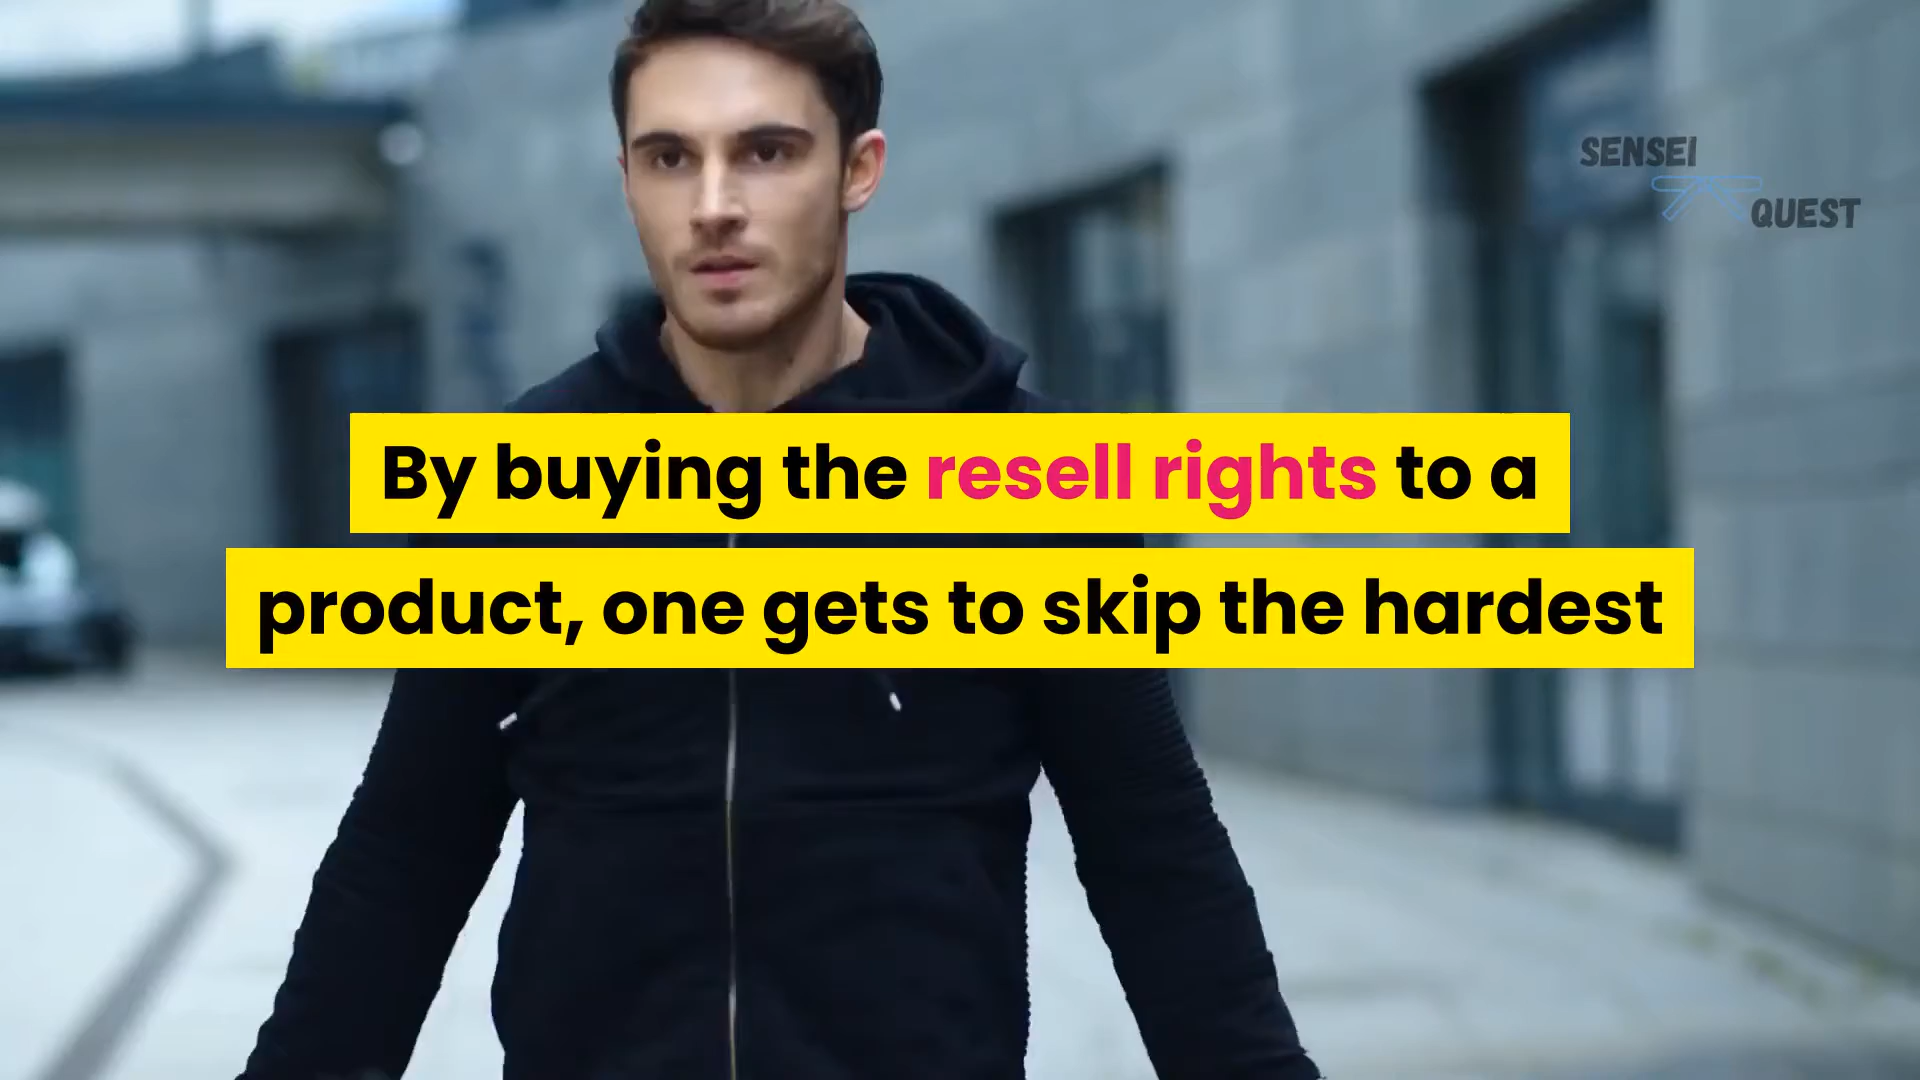 SENSEI
QUEST
By buying the resell rights to a
product, one gets to skip the hardest